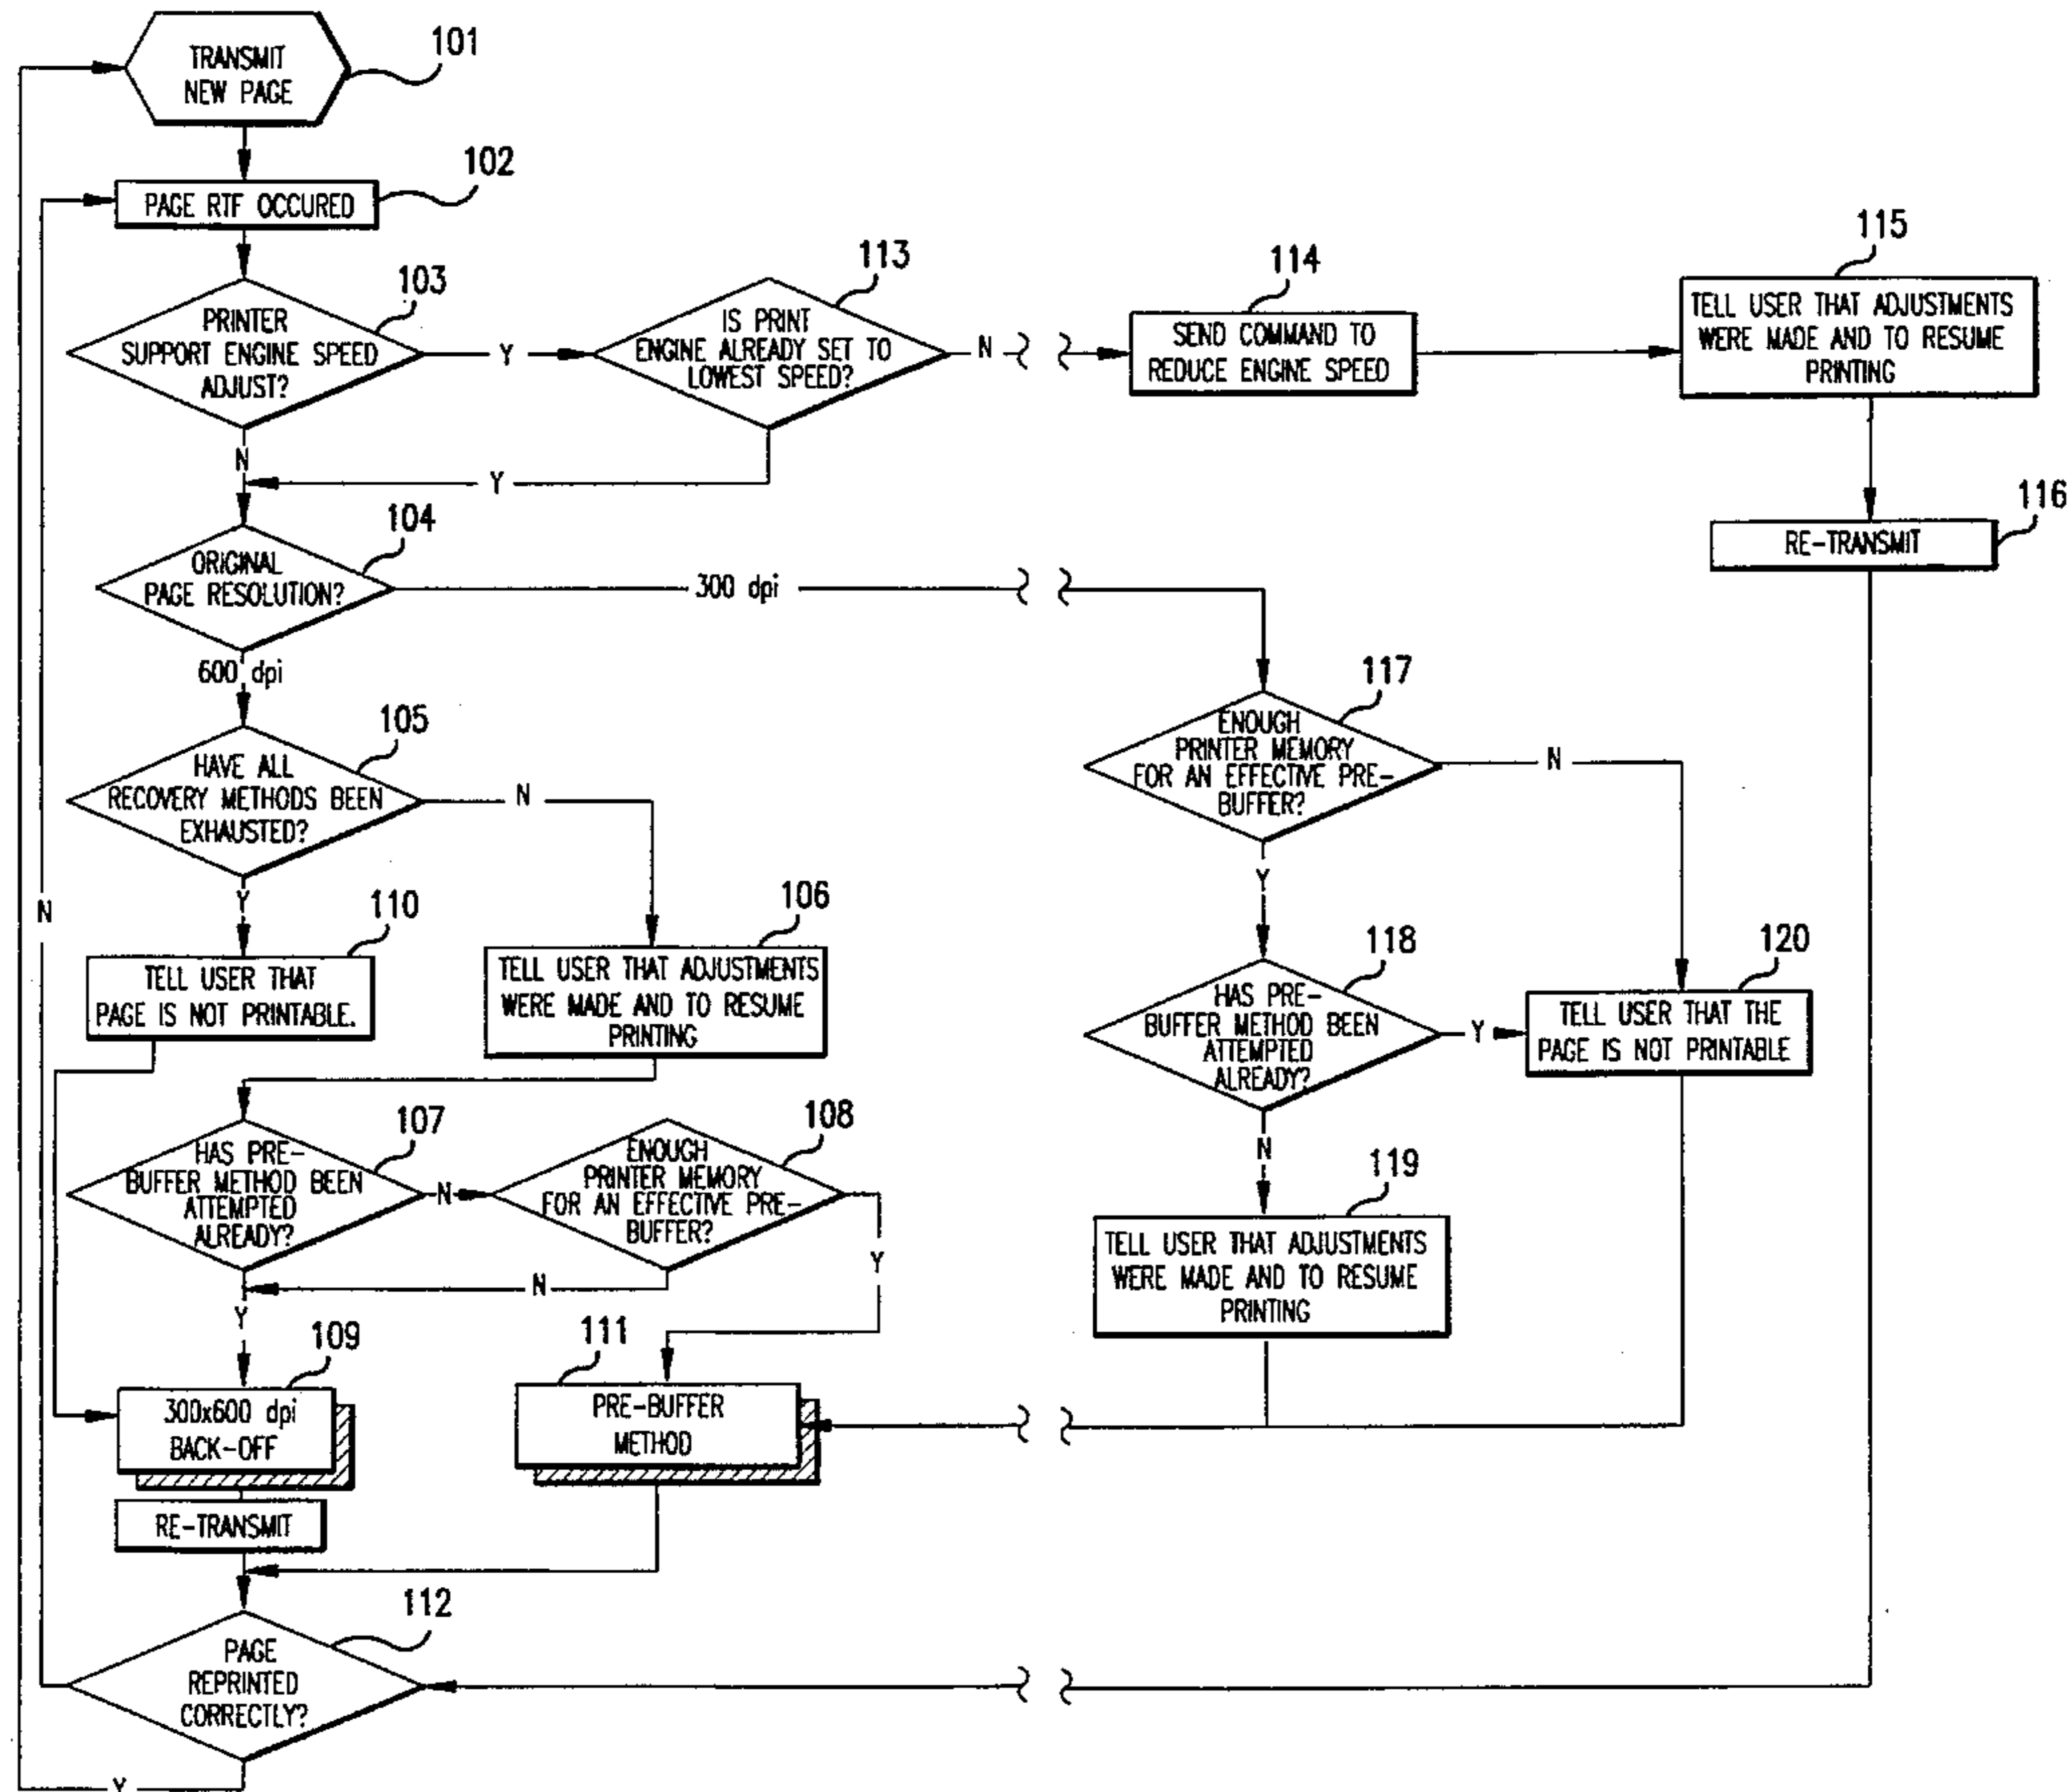 TRANSMIT
NEW PAGE
101
PAGE RTF OCCURED
102
PRINTER
SUPPORT ENGINE SPEED
ADJUST?
103
Y
N
IS PRINT
ENGINE ALREADY SET TO
LOWEST SPEED?
113
N
Y
SEND COMMAND TO
REDUCE ENGINE SPEED
114
TELL USER THAT ADJUSTMENTS
WERE MADE AND TO RESUME
PRINTING
115
RE-TRANSMIT
116
ORIGINAL
PAGE RESOLUTION?
104
300 dpi
600 dpi
HAVE ALL
RECOVERY METHODS BEEN
EXHAUSTED?
105
N
Y
TELL USER THAT
PAGE IS NOT PRINTABLE.
110
TELL USER THAT ADJUSTMENTS
WERE MADE AND TO RESUME
PRINTING
106
HAS PRE-
BUFFER METHOD BEEN
ATTEMPTED
ALREADY?
107
N
Y
ENOUGH
PRINTER MEMORY
FOR AN EFFECTIVE PRE-
BUFFER?
108
N
Y
300x600 dpi
BACK-OFF
109
RE-TRANSMIT
PRE-BUFFER
METHOD
111
ENOUGH
PRINTER MEMORY
FOR AN EFFECTIVE PRE-
BUFFER?
117
N
Y
HAS PRE-
BUFFER METHOD BEEN
ATTEMPTED
ALREADY?
118
Y
N
TELL USER THAT ADJUSTMENTS
WERE MADE AND TO RESUME
PRINTING
119
TELL USER THAT THE
PAGE IS NOT PRINTABLE
120
PAGE
REPRINTED
CORRECTLY?
112
N
Y